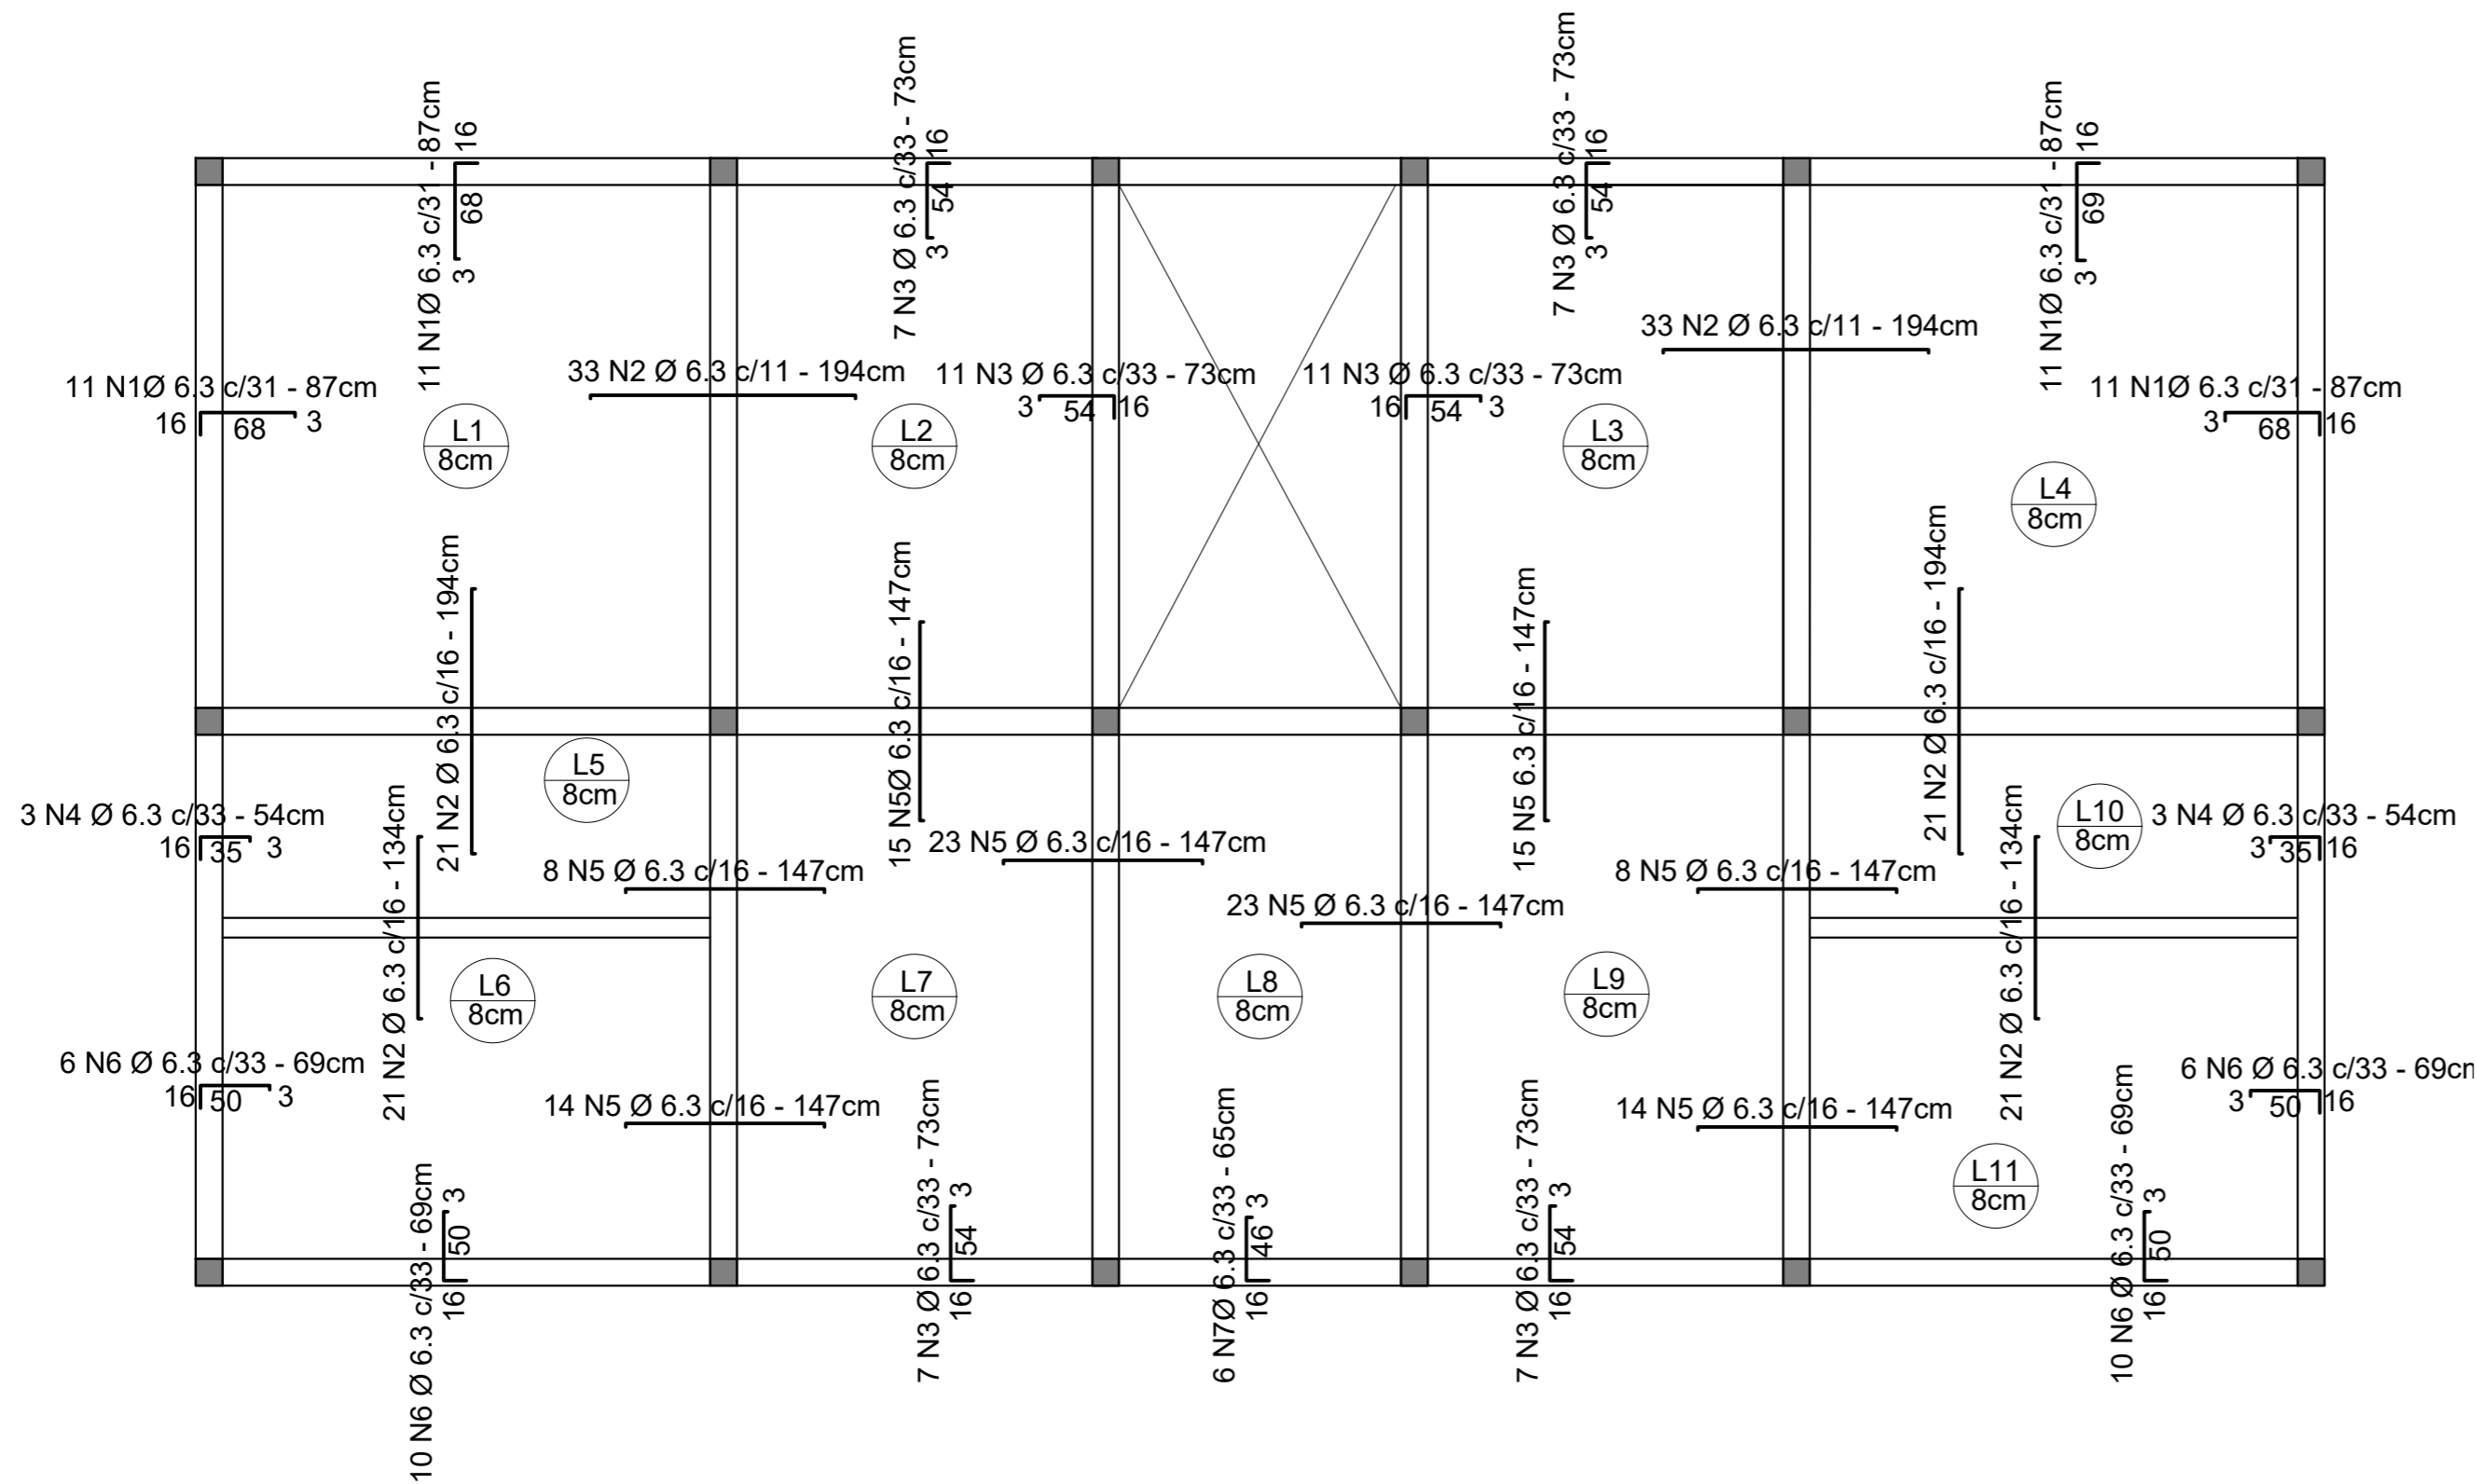 11 N1Ø 6.3 c/31 - 87cm
16
68
3
7 N3 Ø 6.3 c/33 - 73cm
16
54
3
7 N3 Ø 6.3 c/33 - 73cm
16
54
3
11 N1Ø 6.3 c/31 - 87cm
16
69
3
11 N1Ø 6.3 c/31 - 87cm
16
68
3
33 N2 Ø 6.3 c/11 - 194cm
11 N3 Ø 6.3 c/33 - 73cm
3
54
16
11 N3 Ø 6.3 c/33 - 73cm
16
54
3
33 N2 Ø 6.3 c/11 - 194cm
11 N1Ø 6.3 c/31 - 87cm
3
68
16
L1
8cm
L2
8cm
L3
8cm
L4
8cm
21 N2 Ø 6.3 c/16 - 194cm
15 N5Ø 6.3 c/16 - 147cm
15 N5 6.3 c/16 - 147cm
21 N2 Ø 6.3 c/16 - 194cm
L5
8cm
L10
8cm
3 N4 Ø 6.3 c/33 - 54cm
16
35
3
21 N2 Ø 6.3 c/16 - 134cm
8 N5 Ø 6.3 c/16 - 147cm
23 N5 Ø 6.3 c/16 - 147cm
23 N5 Ø 6.3 c/16 - 147cm
8 N5 Ø 6.3 c/16 - 147cm
21 N2 Ø 6.3 c/16 - 134cm
3 N4 Ø 6.3 c/33 - 54cm
3
35
16
L6
8cm
L7
8cm
L8
8cm
L9
8cm
6 N6 Ø 6.3 c/33 - 69cm
16
50
3
14 N5 Ø 6.3 c/16 - 147cm
14 N5 Ø 6.3 c/16 - 147cm
6 N6 Ø 6.3 c/33 - 69cm
3
50
16
L11
8cm
10 N6 Ø 6.3 c/33 - 69cm
3
50
16
7 N3 Ø 6.3 c/33 - 73cm
3
54
16
6 N7Ø 6.3 c/33 - 65cm
3
46
16
7 N3 Ø 6.3 c/33 - 73cm
3
54
16
10 N6 Ø 6.3 c/33 - 69cm
3
50
16